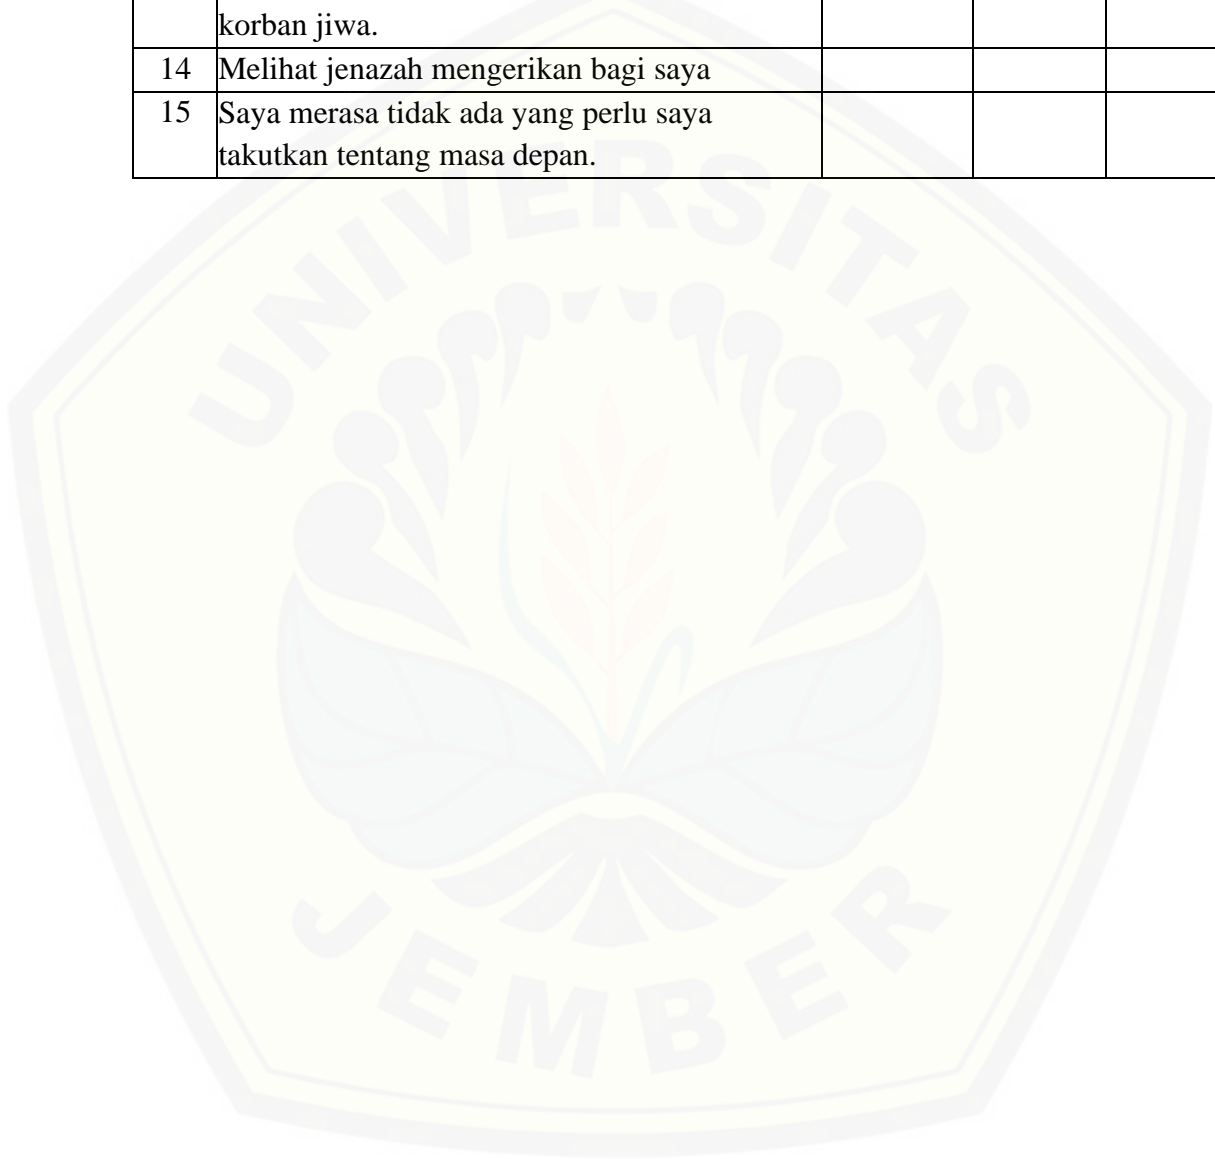 korban jiwa.
14 Melihat jenazah mengerikan bagi saya
15 Saya merasa tidak ada yang perlu saya
takutkan tentang masa depan.
UNIVERSITAS
JEMBER